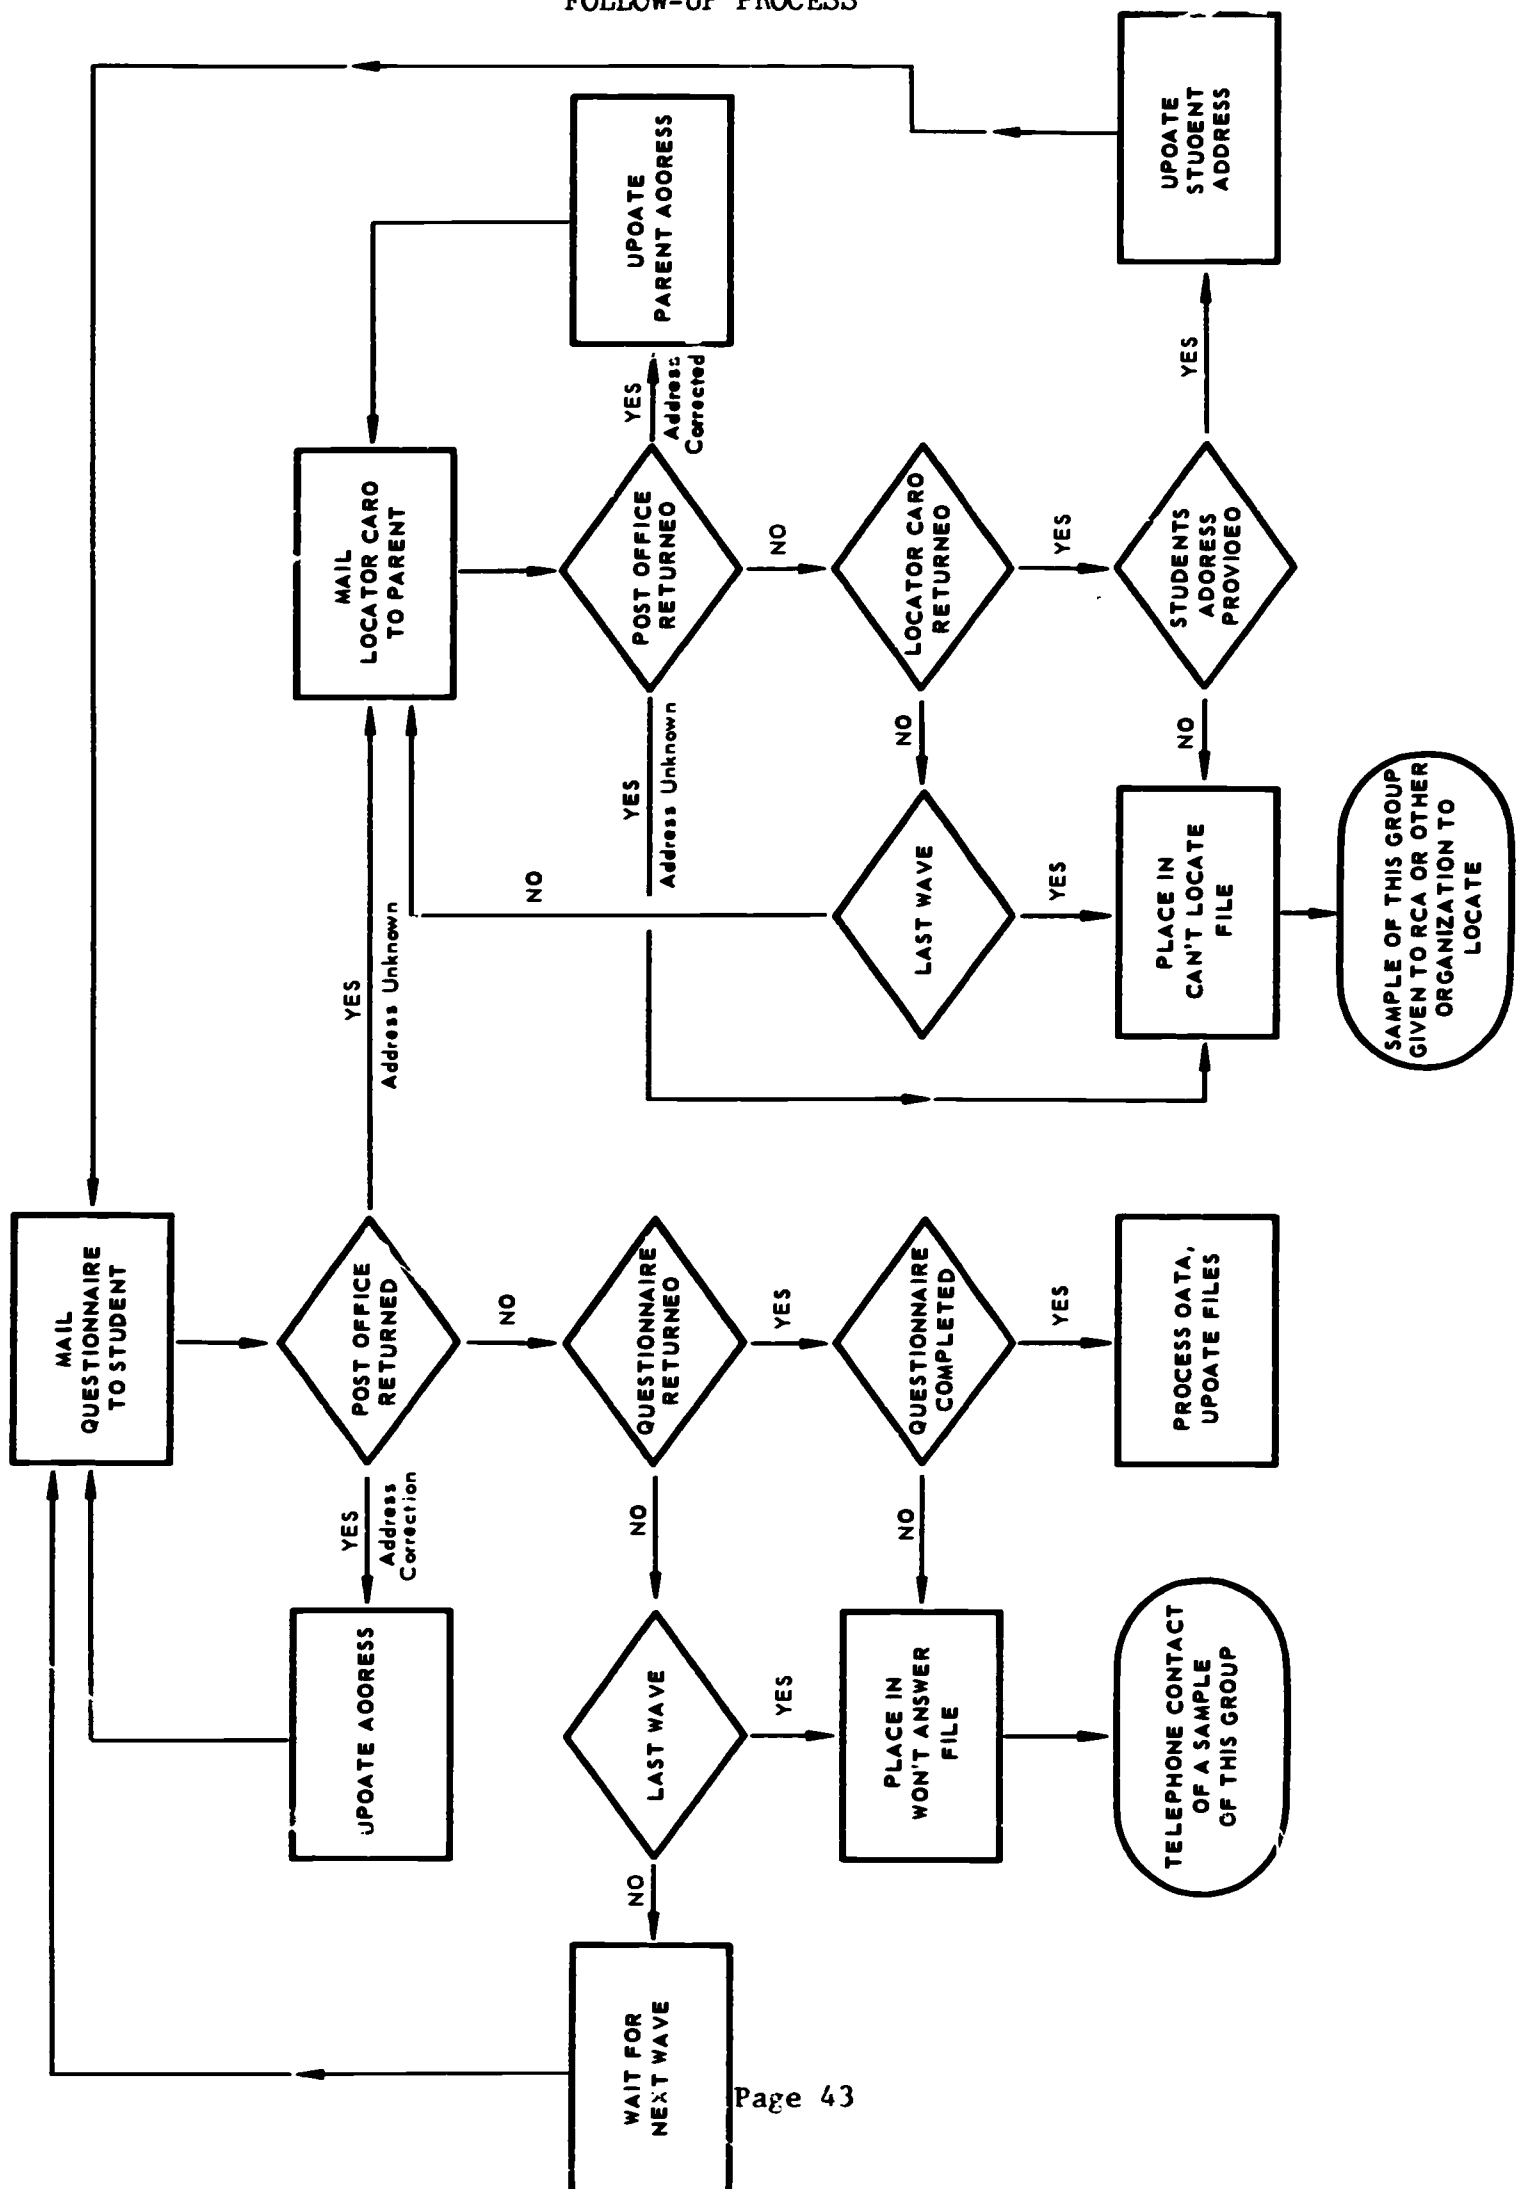 FOLLOW-UP PROCESS
MAIL
QUESTIONNAIRE
TO STUDENT
POST OFFICE
RETURNED
YES
Address
Correction
UPOATE AOORESS
YES
Address Unknown
NO
QUESTIONNAIRE
RETURNEO
NO
LAST WAVE
NO
WAIT FOR
NEXT WAVE
YES
YES
QUESTIONNAIRE
COMPLETED
NO
PLACE IN
WON'T ANSWER
FILE
TELEPHONE CONTACT
OF A SAMPLE
OF THIS GROUP
YES
PROCESS OATA,
UPOATE FILES
MAIL
LOCATOR CARO
TO PARENT
POST OFFICE
RETURNEO
YES
Address
Corrected
UPOATE
PARENT AOORESS
YES
Address Unknown
NO
LOCATOR CARO
RETURNEO
NO
LAST WAVE
NO
YES
YES
STUDENTS
ADDRESS
PROVIOEO
YES
UPOATE
STUOENT
ADDRESS
NO
PLACE IN
CAN'T LOCATE
FILE
SAMPLE OF THIS GROUP
GIVEN TO RCA OR OTHER
ORGANIZATION TO
LOCATE
Page 43